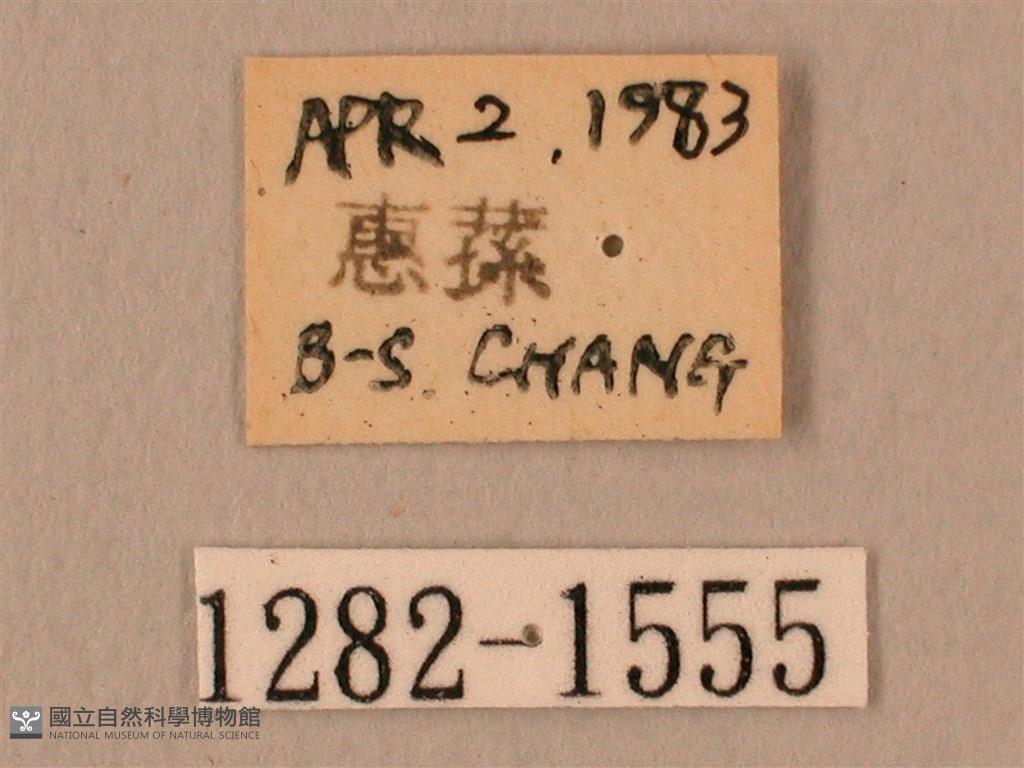 APR 2, 1983
惠蓀
B-S. CHANG
1282-1555
國立自然科學博物館
NATIONAL MUSEUM OF NATURAL SCIENCE